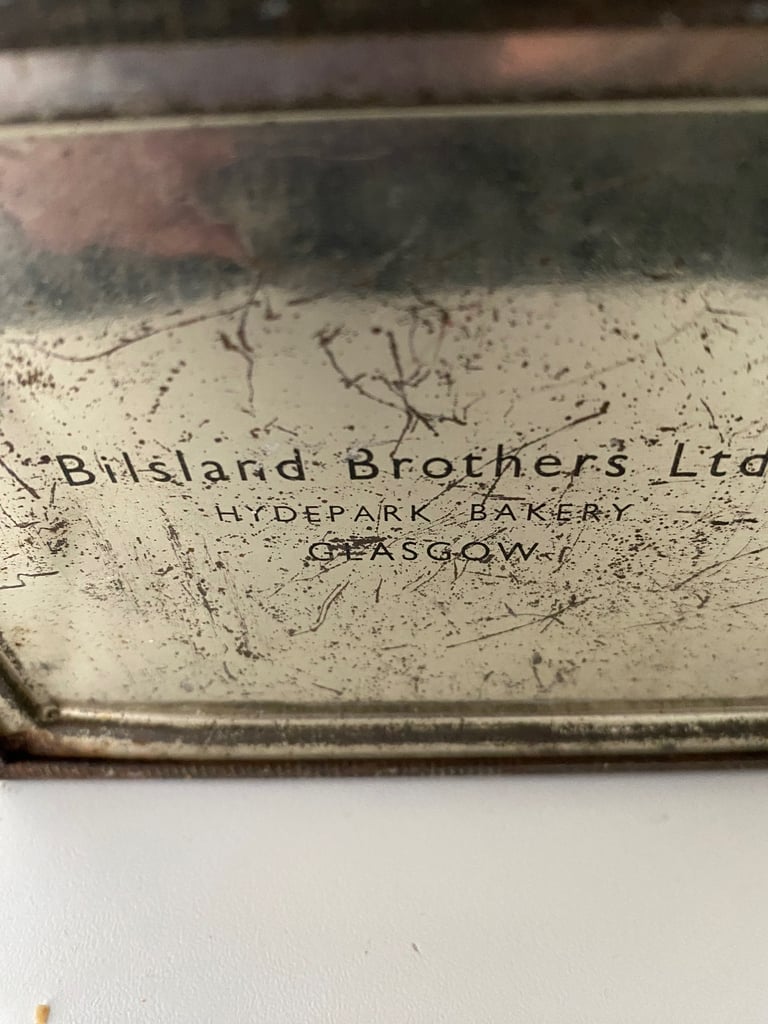 Bilsland Brothers Ltd
HYDEPARK BAKERY
GLASGOW